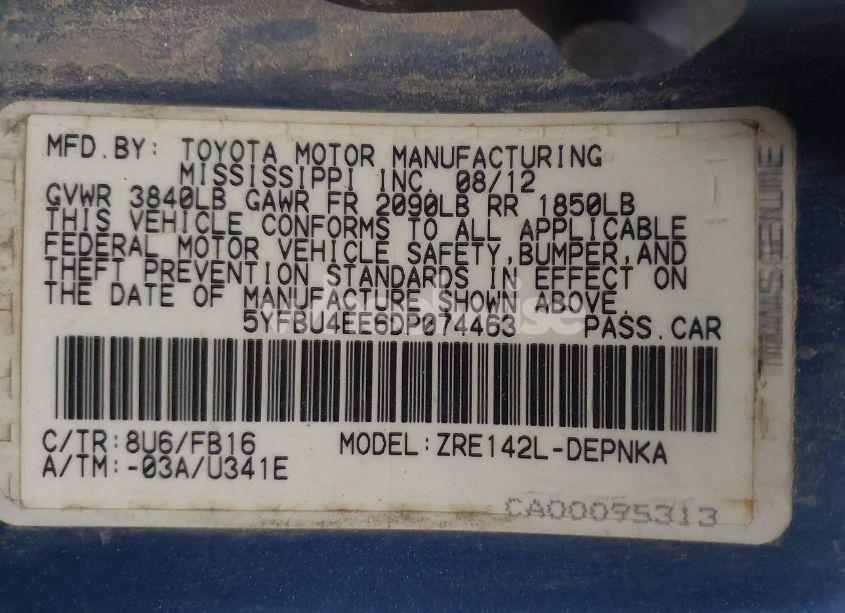 MFD.BY: TOYOTA MOTOR MANUFACTURING
MISSISSIPPI INC. 08/12
GVWR 3840LB GAWR FR 2090LB RR 1850LB
THIS VEHICLE CONFORMS TO ALL APPLICABLE
FEDERAL MOTOR VEHICLE SAFETY,BUMPER,AND
THEFT PREVENTION STANDARDS IN EFFECT ON
THE DATE OF MANUFACTURE SHOWN ABOVE.
5YFBU4EE6DP074463 PASS.CAR
C/TR:8U6/FB16 MODEL:ZRE142L-DEPNKA
A/TM:-03A/U341E
CA00095313